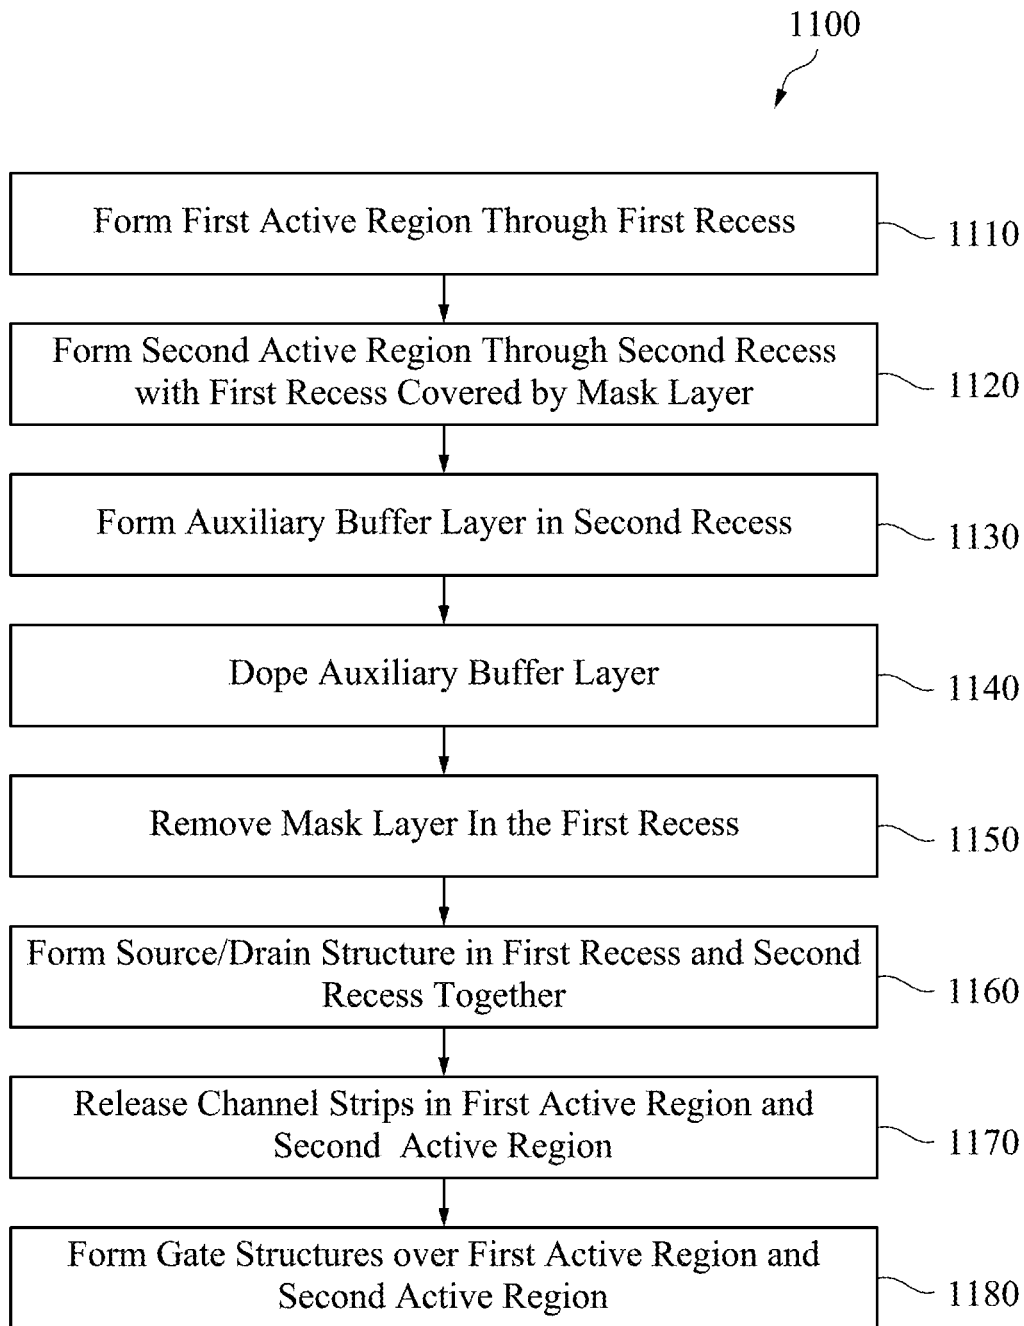 1100
Form First Active Region Through First Recess
1110
Form Second Active Region Through Second Recess
with First Recess Covered by Mask Layer
1120
Form Auxiliary Buffer Layer in Second Recess
1130
Dope Auxiliary Buffer Layer
1140
Remove Mask Layer In the First Recess
1150
Form Source/Drain Structure in First Recess and Second
Recess Together
1160
Release Channel Strips in First Active Region and
Second Active Region
1170
Form Gate Structures over First Active Region and
Second Active Region
1180